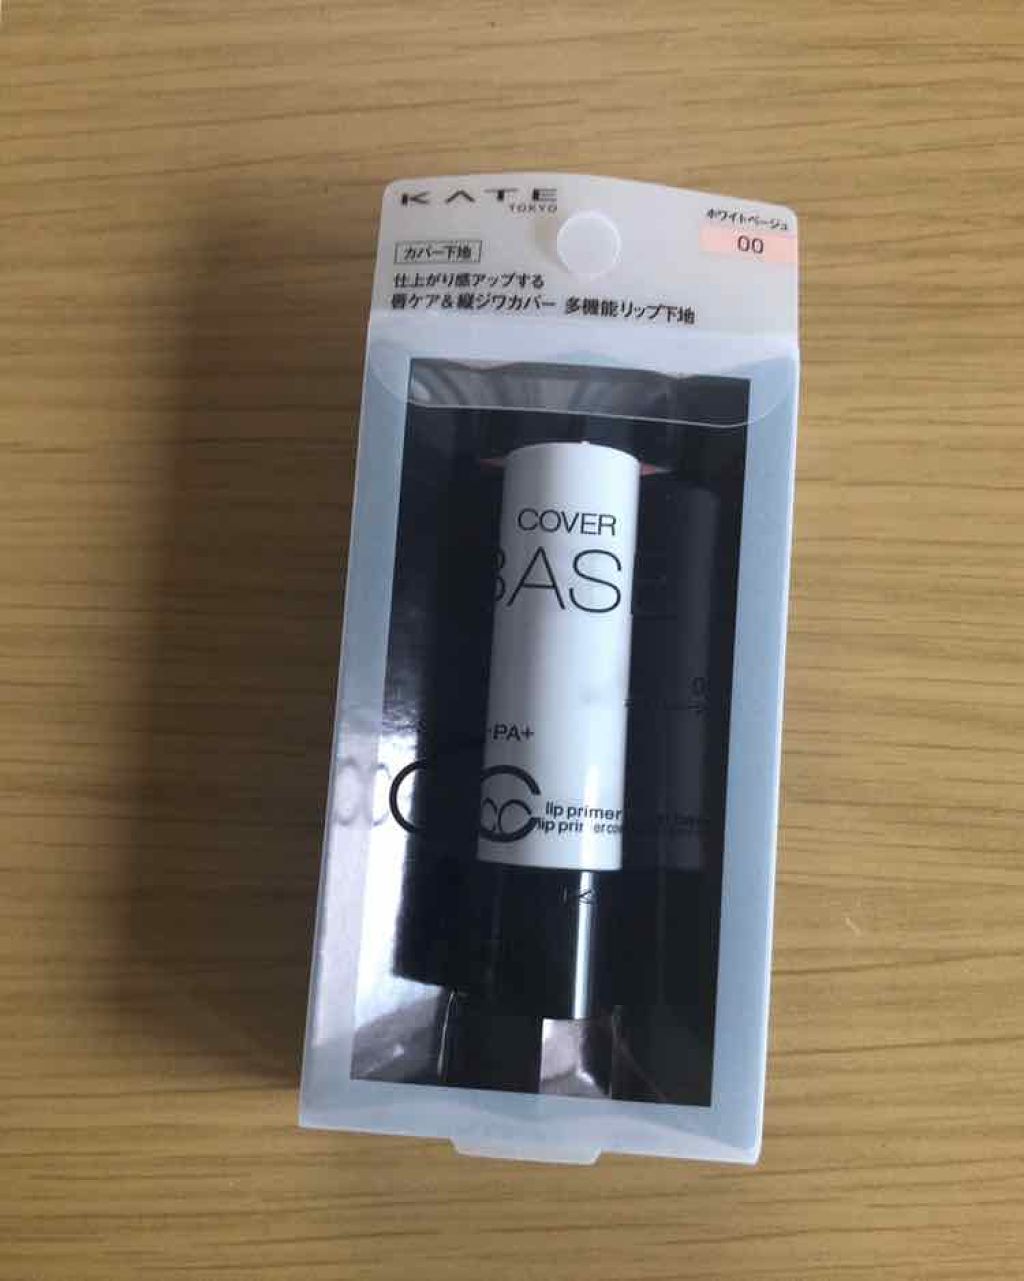 KATE
TOKYO
ホワイトベージュ
00
カバー下地
仕上がり感アップする
唇ケア&縦ジワカバー 多機能リップ下地
COVER
BASE
PA+
CC
lip primer
lip primer